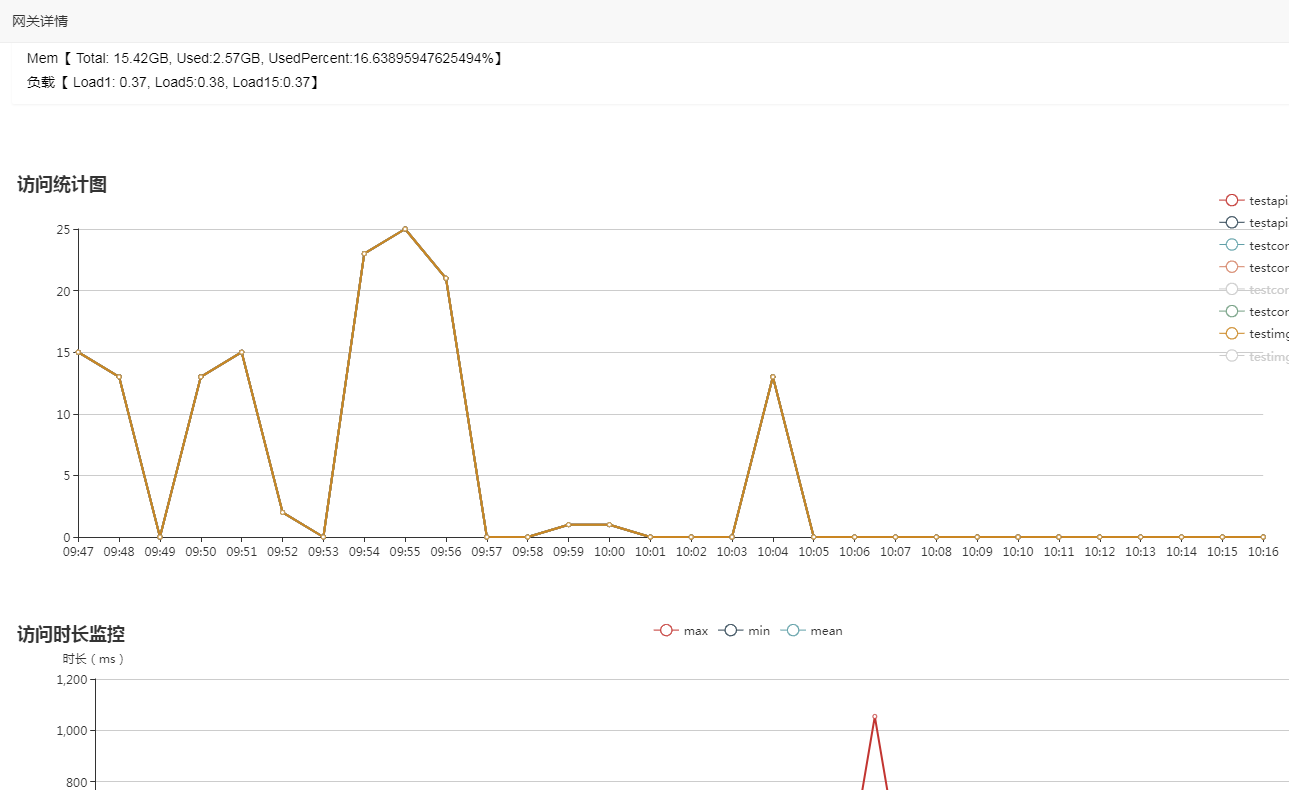 网关详情
Mem【 Total: 15.42GB, Used:2.57GB, UsedPercent:16.63895947625494%】
负载【 Load1: 0.37, Load5:0.38, Load15:0.37】
访问统计图
testapi
testapi
testcor
testcor
testcor
testcor
testimg
testimg
25
20
15
10
5
0
09:47 09:48 09:49 09:50 09:51 09:52 09:53 09:54 09:55 09:56 09:57 09:58 09:59 10:00 10:01 10:02 10:03 10:04 10:05 10:06 10:07 10:08 10:09 10:10 10:11 10:12 10:13 10:14 10:15 10:16
访问时长监控
max min mean
时长（ms）
1,200
1,000
800